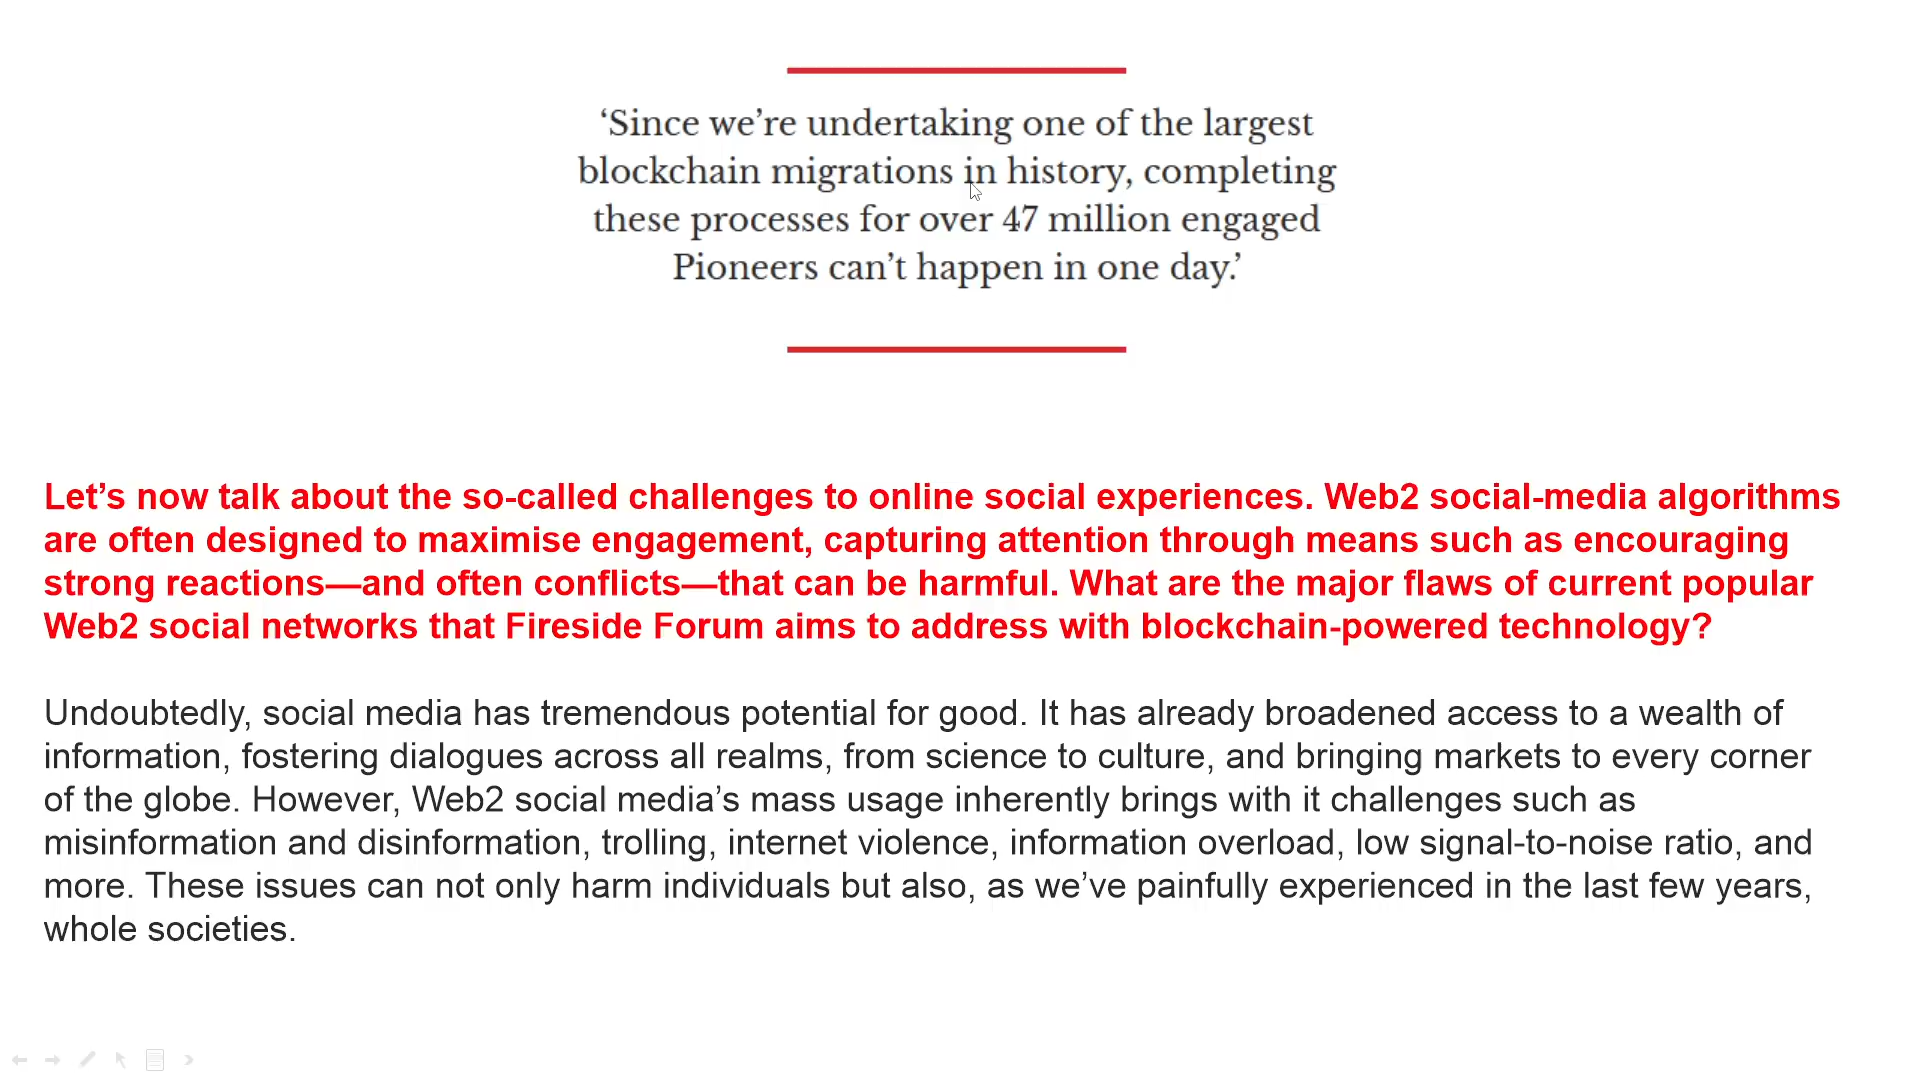 ‘Since we’re undertaking one of the largest
blockchain migrations in history, completing
these processes for over 47 million engaged
Pioneers can’t happen in one day.’
Let’s now talk about the so-called challenges to online social experiences. Web2 social-media algorithms
are often designed to maximise engagement, capturing attention through means such as encouraging
strong reactions—and often conflicts—that can be harmful. What are the major flaws of current popular
Web2 social networks that Fireside Forum aims to address with blockchain-powered technology?
Undoubtedly, social media has tremendous potential for good. It has already broadened access to a wealth of
information, fostering dialogues across all realms, from science to culture, and bringing markets to every corner
of the globe. However, Web2 social media’s mass usage inherently brings with it challenges such as
misinformation and disinformation, trolling, internet violence, information overload, low signal-to-noise ratio, and
more. These issues can not only harm individuals but also, as we’ve painfully experienced in the last few years,
whole societies.